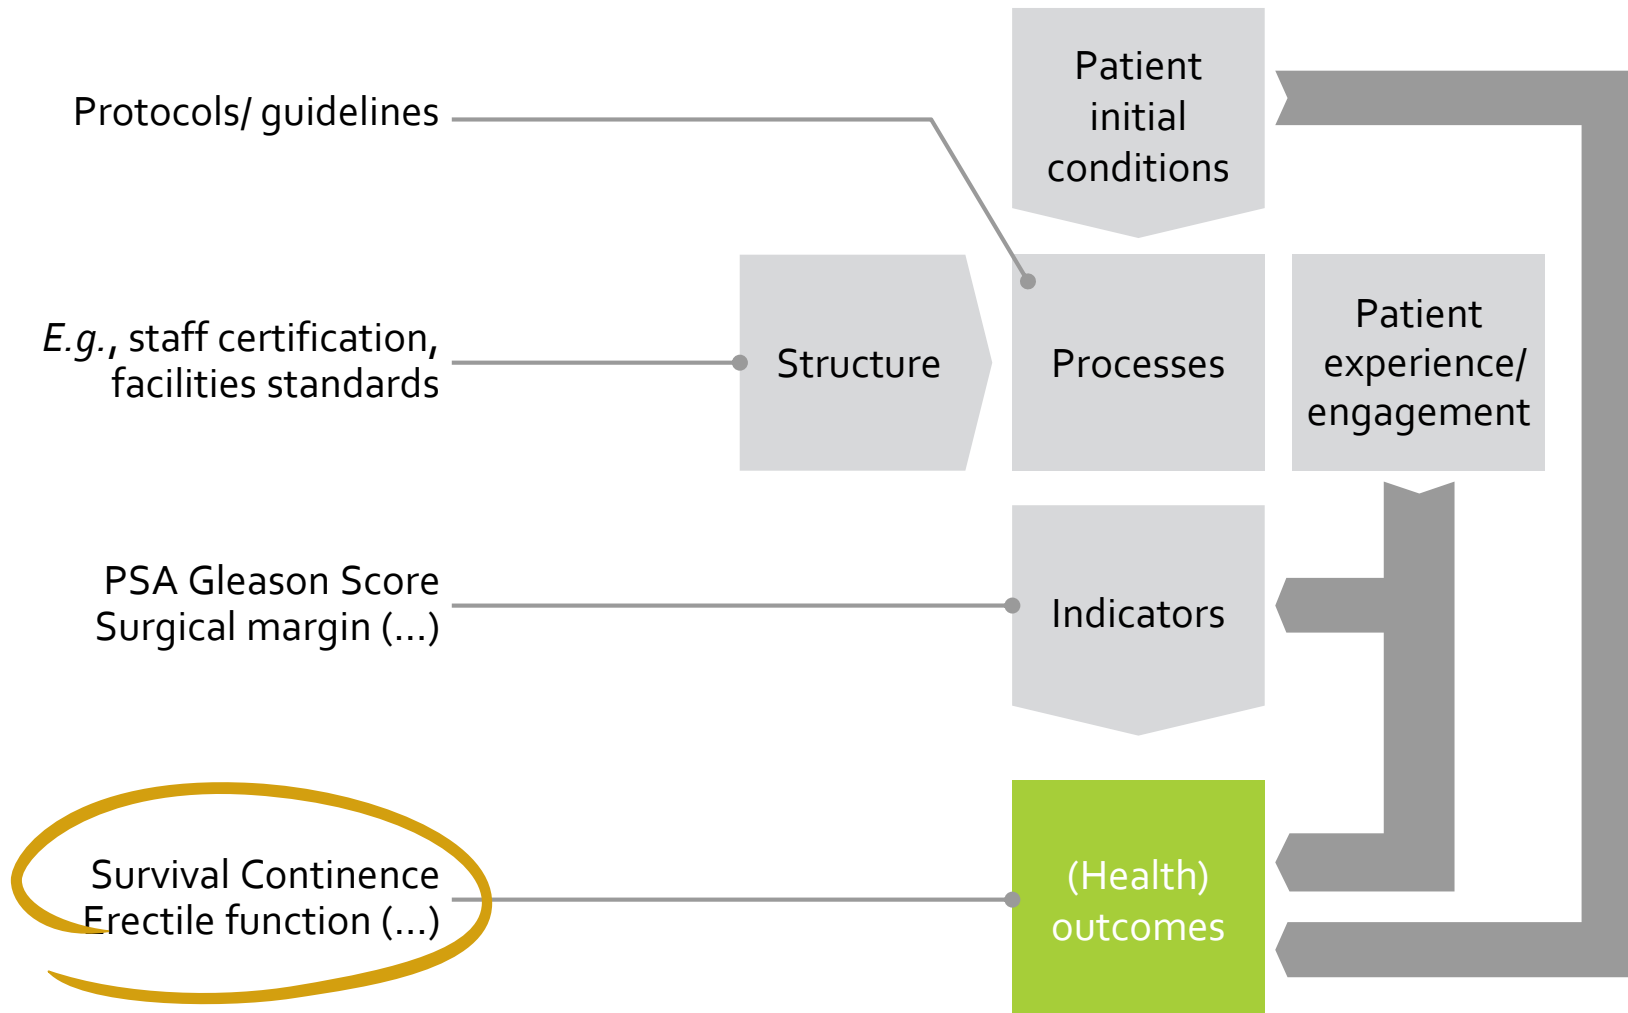 Patient
initial
conditions
Protocols/ guidelines
E.g., staff certification,
facilities standards
Structure
Processes
Patient
experience/
engagement
PSA Gleason Score
Surgical margin (...)
Indicators
Survival Continence
Erectile function (...)
(Health)
outcomes